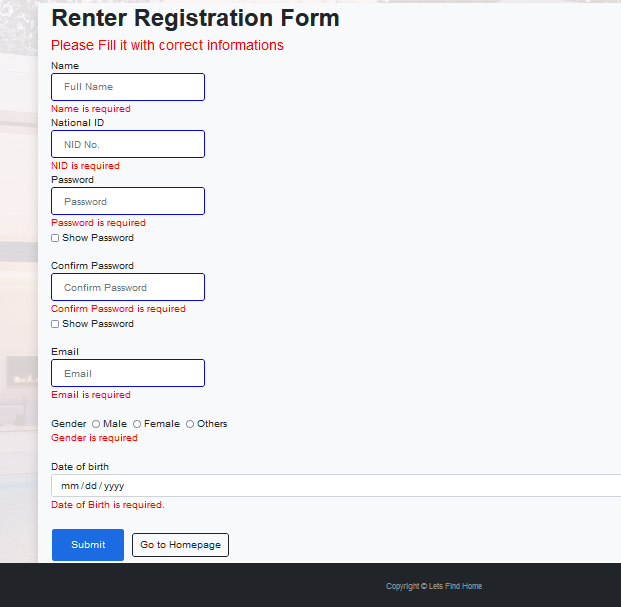 Renter Registration Form
Please Fill it with correct informations
Name
Full Name
Name is required
National ID
NID No.
NID is required
Password
Password
Password is required
Show Password
Confirm Password
Confirm Password
Confirm Password is required
Show Password
Email
Email
Email is required
Gender Male Female Others
Gender is required
Date of birth
mm/dd/yyyy
Date of Birth is required.
Submit Go to Homepage
Copyright © Lets Find Home